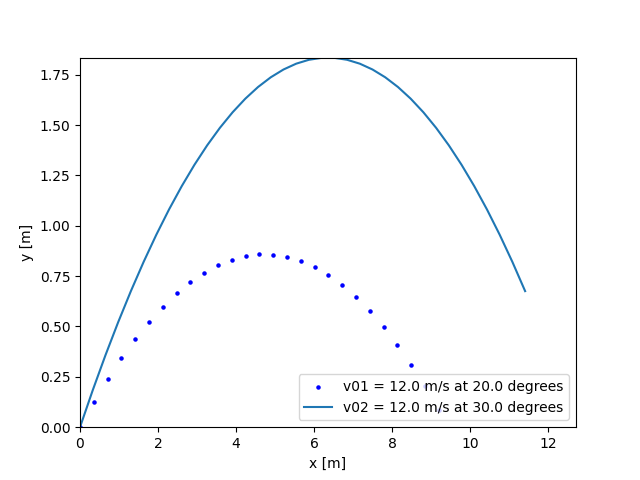 1.75
1.50
1.25
1.00
0.75
0.50
0.25
0.00
y [m]
v01 = 12.0 m/s at 20.0 degrees
v02 = 12.0 m/s at 30.0 degrees
0 2 4 6 8 10 12
x [m]